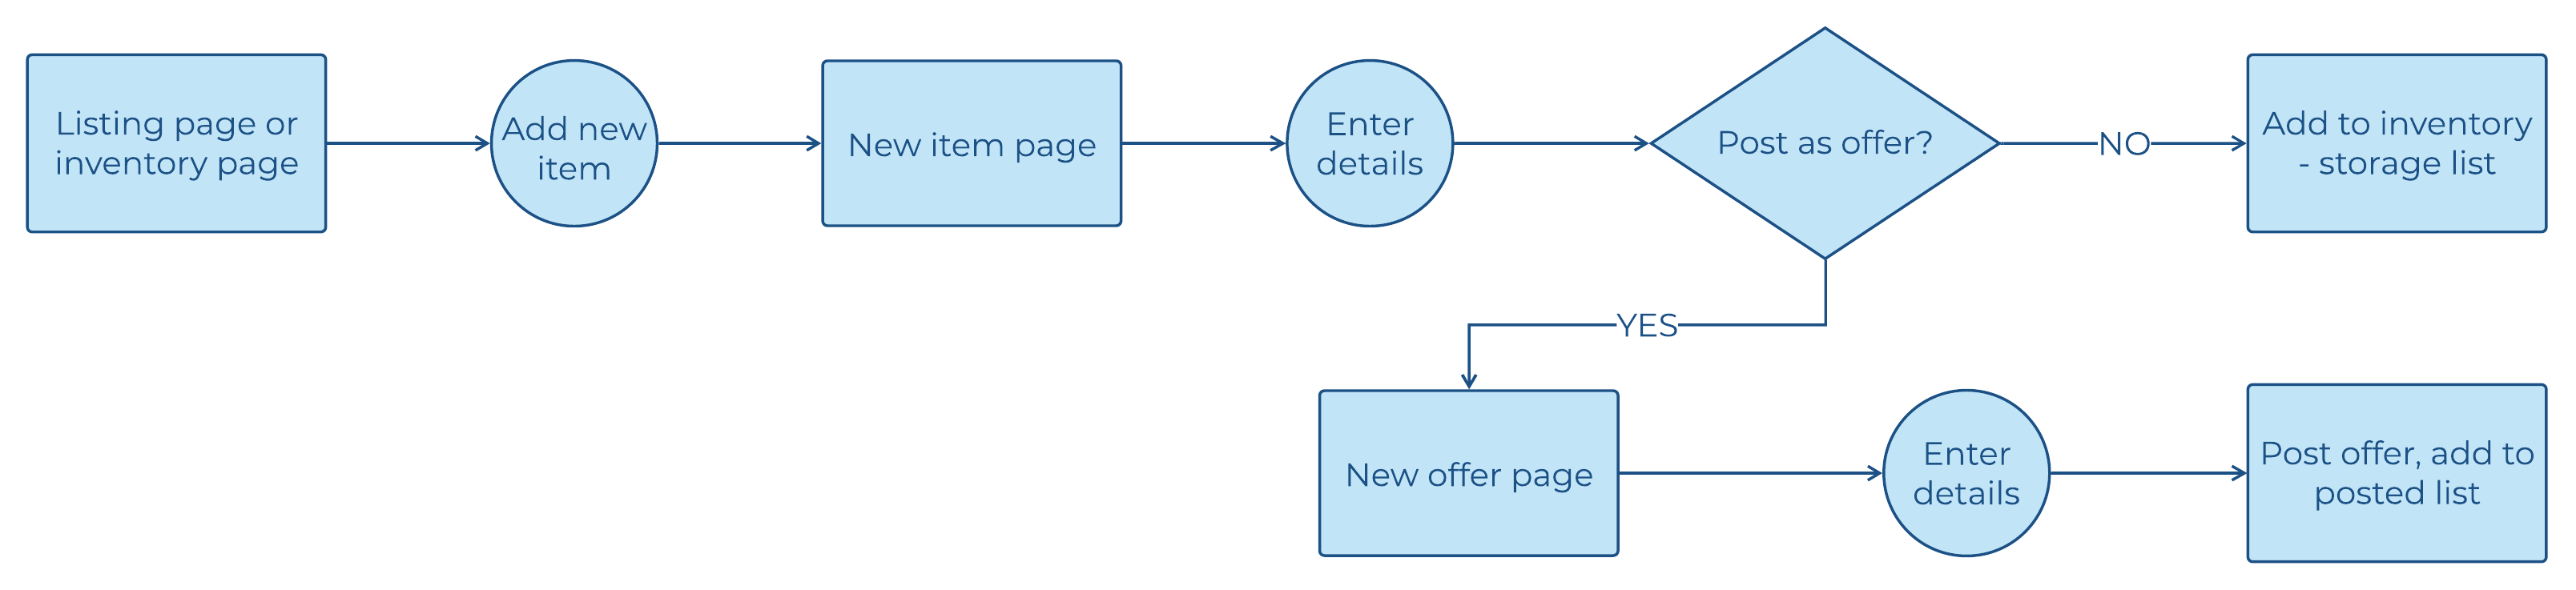 Listing page or
inventory page
Add new
item
New item page
Enter
details
Post as offer?
NO
Add to inventory
- storage list
YES
New offer page
Enter
details
Post offer, add to
posted list